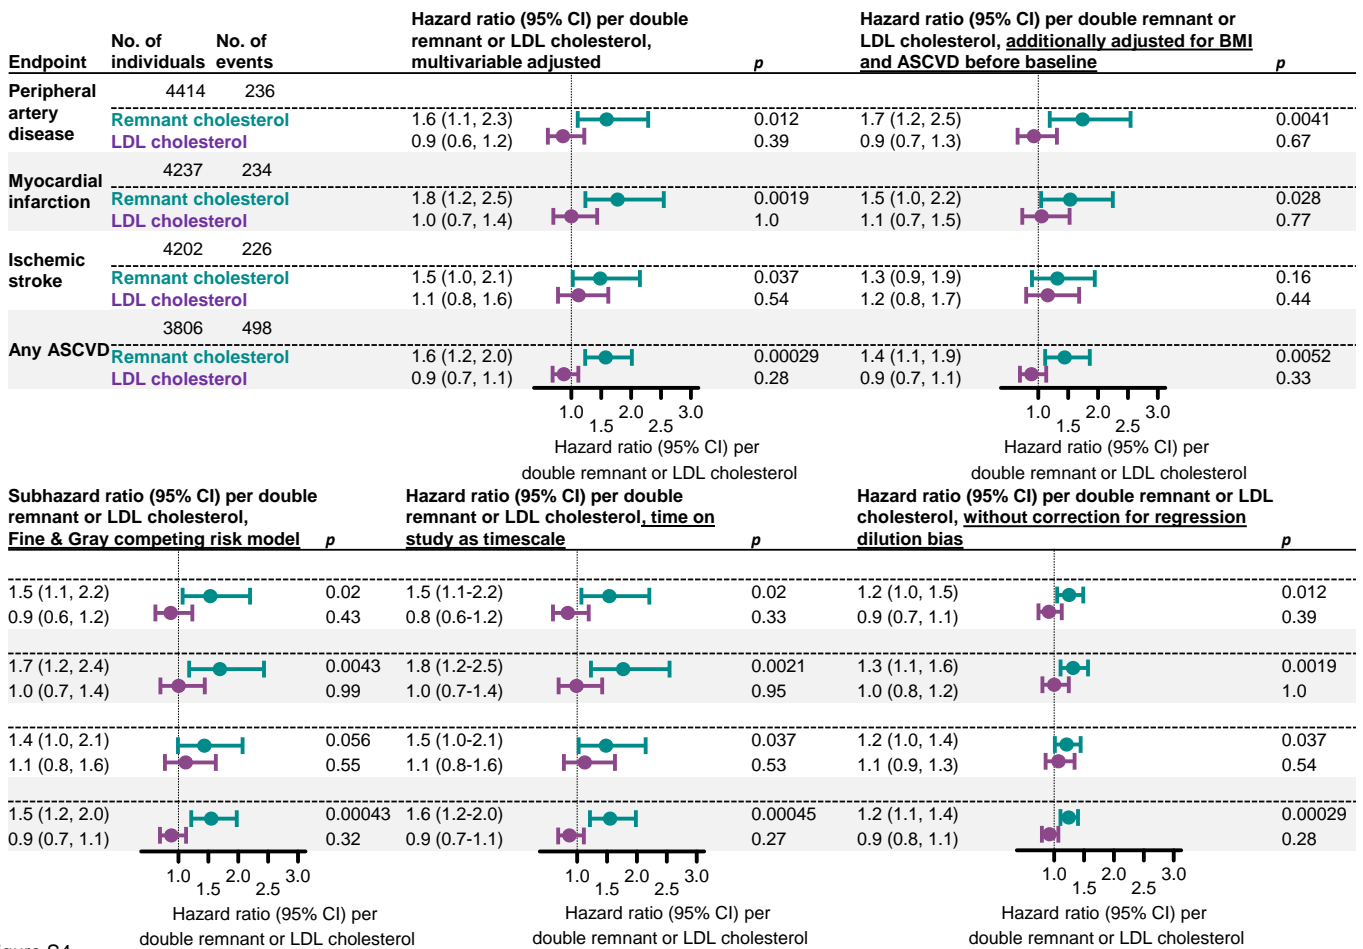 Hazard ratio (95% CI) per double
remnant or LDL cholesterol,
multivariable adjusted
Hazard ratio (95% CI) per double remnant or
LDL cholesterol, additionally adjusted for BMI
and ASCVD before baseline
Endpoint No. of individuals No. of events p p
Peripheral artery disease 4414 236
Remnant cholesterol 1.6 (1.1, 2.3) 0.012 1.7 (1.2, 2.5) 0.0041
LDL cholesterol 0.9 (0.6, 1.2) 0.39 0.9 (0.7, 1.3) 0.67
Myocardial infarction 4237 234
Remnant cholesterol 1.8 (1.2, 2.5) 0.0019 1.5 (1.0, 2.2) 0.028
LDL cholesterol 1.0 (0.7, 1.4) 1.0 1.1 (0.7, 1.5) 0.77
Ischemic stroke 4202 226
Remnant cholesterol 1.5 (1.0, 2.1) 0.037 1.3 (0.9, 1.9) 0.16
LDL cholesterol 1.1 (0.8, 1.6) 0.54 1.2 (0.8, 1.7) 0.44
Any ASCVD 3806 498
Remnant cholesterol 1.6 (1.2, 2.0) 0.00029 1.4 (1.1, 1.9) 0.0052
LDL cholesterol 0.9 (0.7, 1.1) 0.28 0.9 (0.7, 1.1) 0.33
1.0 1.5 2.0 2.5 3.0 1.0 1.5 2.0 2.5 3.0
Hazard ratio (95% CI) per
double remnant or LDL cholesterol
Hazard ratio (95% CI) per
double remnant or LDL cholesterol
Subhazard ratio (95% CI) per double
remnant or LDL cholesterol,
Fine & Gray competing risk model p
Hazard ratio (95% CI) per double
remnant or LDL cholesterol, time on
study as timescale p
Hazard ratio (95% CI) per double remnant or LDL
cholesterol, without correction for regression
dilution bias p
1.5 (1.1, 2.2) 0.02 1.5 (1.1-2.2) 0.02 1.2 (1.0, 1.5) 0.012
0.9 (0.6, 1.2) 0.43 0.8 (0.6-1.2) 0.33 0.9 (0.7, 1.1) 0.39
1.7 (1.2, 2.4) 0.0043 1.8 (1.2-2.5) 0.0021 1.3 (1.1, 1.6) 0.0019
1.0 (0.7, 1.4) 0.99 1.0 (0.7-1.4) 0.95 1.0 (0.8, 1.2) 1.0
1.4 (1.0, 2.1) 0.056 1.5 (1.0-2.1) 0.037 1.2 (1.0, 1.4) 0.037
1.1 (0.8, 1.6) 0.55 1.1 (0.8-1.6) 0.53 1.1 (0.9, 1.3) 0.54
1.5 (1.2, 2.0) 0.00043 1.6 (1.2-2.0) 0.00045 1.2 (1.1, 1.4) 0.00029
0.9 (0.7, 1.1) 0.32 0.9 (0.7-1.1) 0.27 0.9 (0.8, 1.1) 0.28
1.0 1.5 2.0 2.5 3.0 1.0 1.5 2.0 2.5 3.0 1.0 1.5 2.0 2.5 3.0
Hazard ratio (95% CI) per
double remnant or LDL cholesterol
Hazard ratio (95% CI) per
double remnant or LDL cholesterol
Hazard ratio (95% CI) per
double remnant or LDL cholesterol